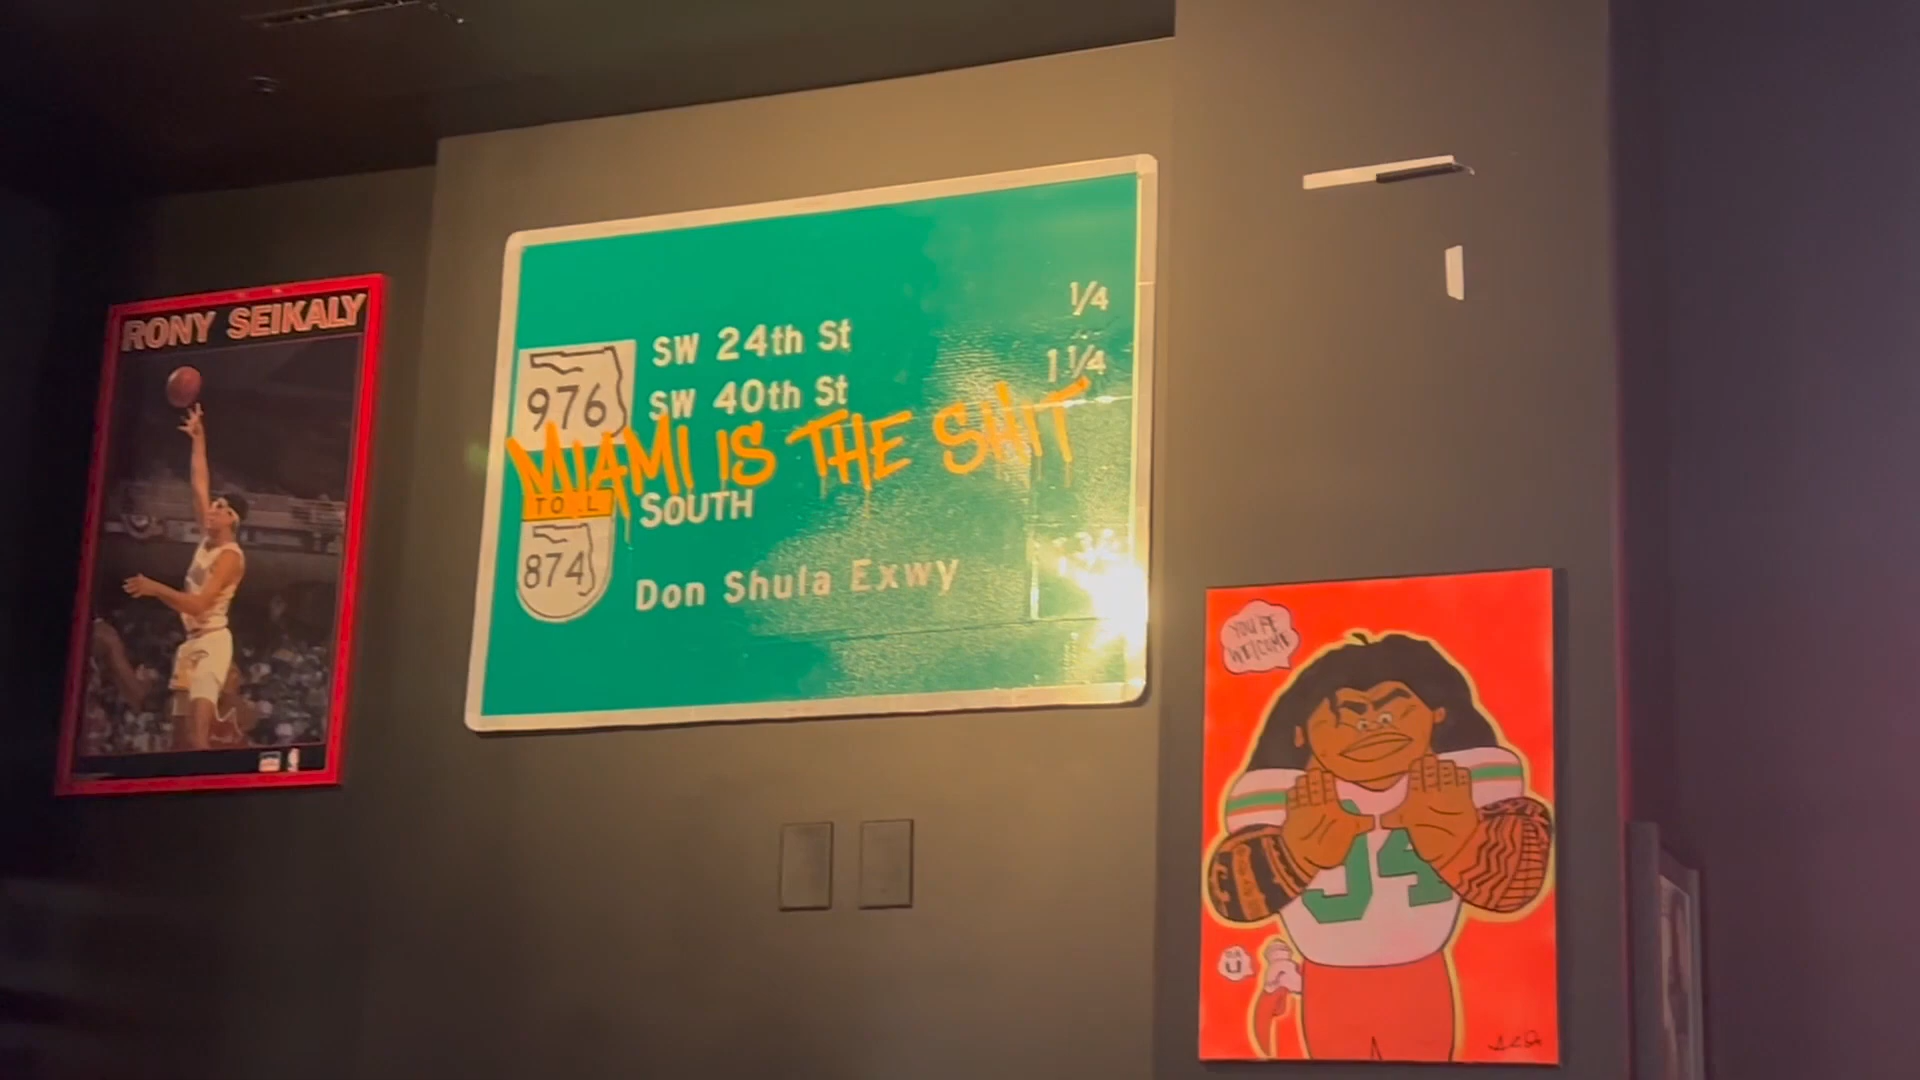 RONY SEIKALY
1/4
SW 24th St
1 1/4
976
SW 40th St
MIAMI IS THE SHIT
TOLL
SOUTH
874
Don Shula Exwy
YOU'RE
WELCOME
54
U